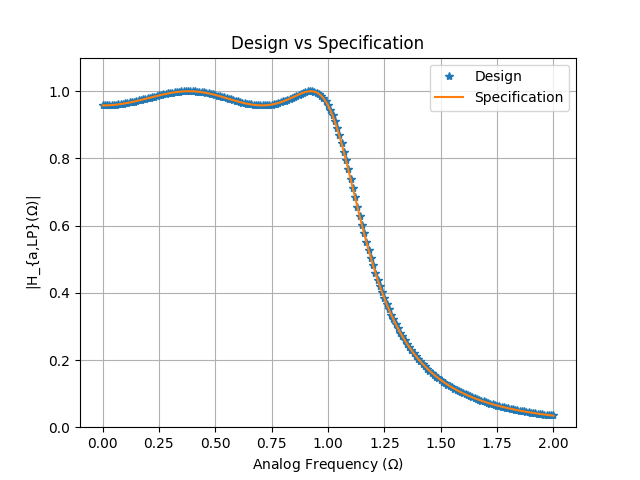 Design vs Specification
Design
Specification
|H_{a,LP}(Ω)|
1.0
0.8
0.6
0.4
0.2
0.0
0.00 0.25 0.50 0.75 1.00 1.25 1.50 1.75 2.00
Analog Frequency (Ω)